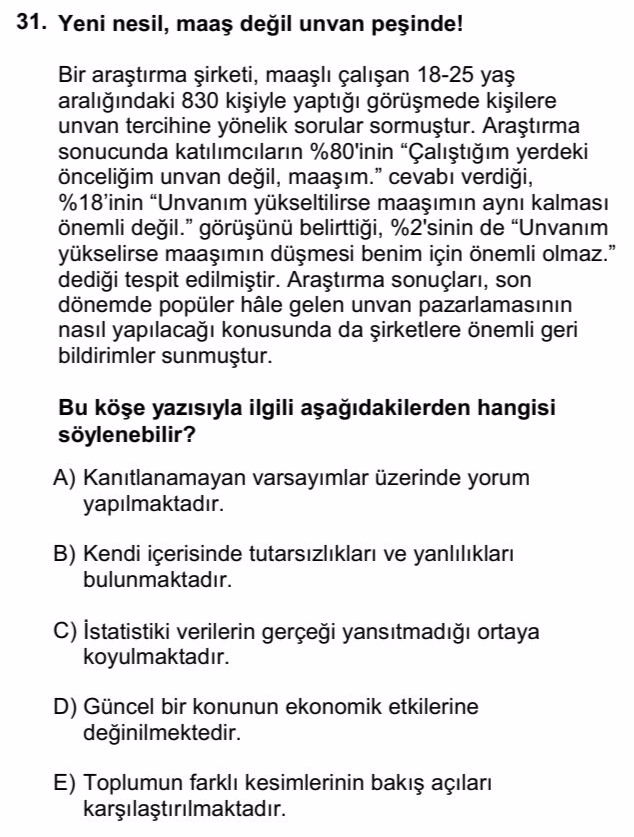 31. Yeni nesil, maaş değil unvan peşinde!
Bir araştırma şirketi, maaşlı çalışan 18-25 yaş
aralığındaki 830 kişiyle yaptığı görüşmede kişilere
unvan tercihine yönelik sorular sormuştur. Araştırma
sonucunda katılımcıların %80'inin “Çalıştığım yerdeki
önceliğim unvan değil, maaşım.” cevabı verdiği,
%18’inin “Unvanım yükseltilirse maaşımın aynı kalması
önemli değil.” görüşünü belirttiği, %2'sinin de “Unvanım
yükselirse maaşımın düşmesi benim için önemli olmaz.”
dediği tespit edilmiştir. Araştırma sonuçları, son
dönemde popüler hâle gelen unvan pazarlamasının
nasıl yapılacağı konusunda da şirketlere önemli geri
bildirimler sunmuştur.
Bu köşe yazısıyla ilgili aşağıdakilerden hangisi
söylenebilir?
A) Kanıtlanamayan varsayımlar üzerinde yorum
yapılmaktadır.
B) Kendi içerisinde tutarsızlıkları ve yanlılıkları
bulunmaktadır.
C) İstatistiki verilerin gerçeği yansıtmadığı ortaya
koyulmaktadır.
D) Güncel bir konunun ekonomik etkilerine
değinilmektedir.
E) Toplumun farklı kesimlerinin bakış açıları
karşılaştırılmaktadır.